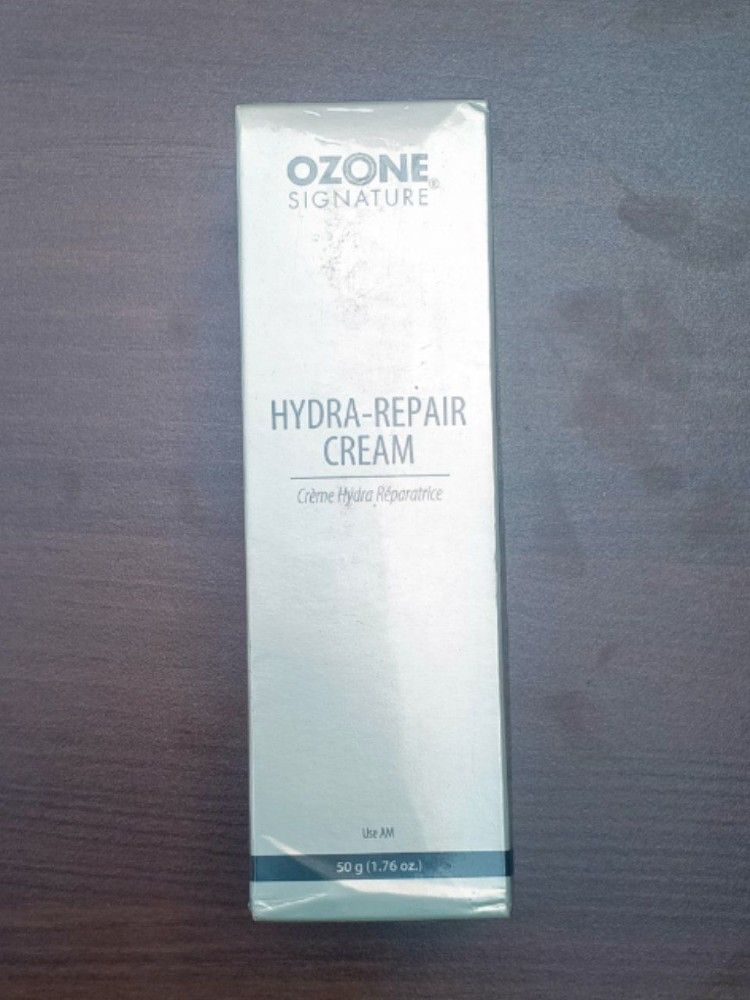 OZONE
SIGNATURE®
HYDRA-REPAIR
CREAM
Crème Hydra Réparatrice
Use AM
50 g (1.76 oz.)